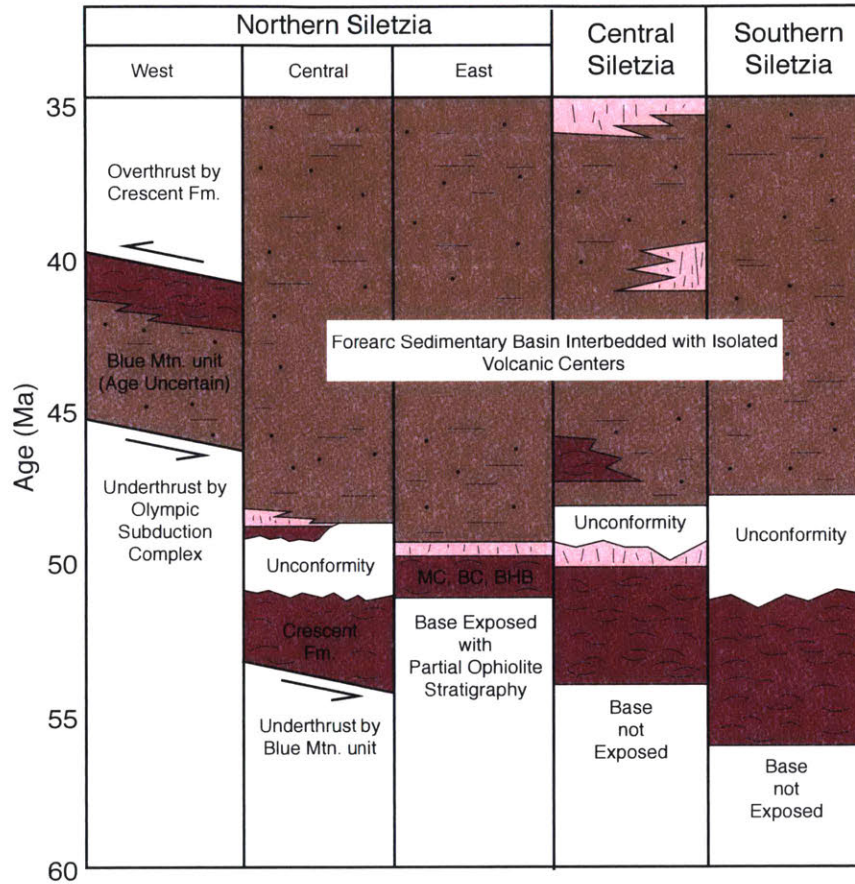 Northern Siletzia
Central
Siletzia
Southern
Siletzia
West
Central
East
Age (Ma)
35
40
45
50
55
60
Overthrust by
Crescent Fm.
Blue Mtn. unit
(Age Uncertain)
Underthrust by
Olympic
Subduction
Complex
Forearc Sedimentary Basin Interbedded with Isolated
Volcanic Centers
Unconformity
Crescent
Fm.
Underthrust by
Blue Mtn. unit
MC, BC, BHB
Base Exposed
with
Partial Ophiolite
Stratigraphy
Unconformity
Base
not
Exposed
Unconformity
Base
not
Exposed